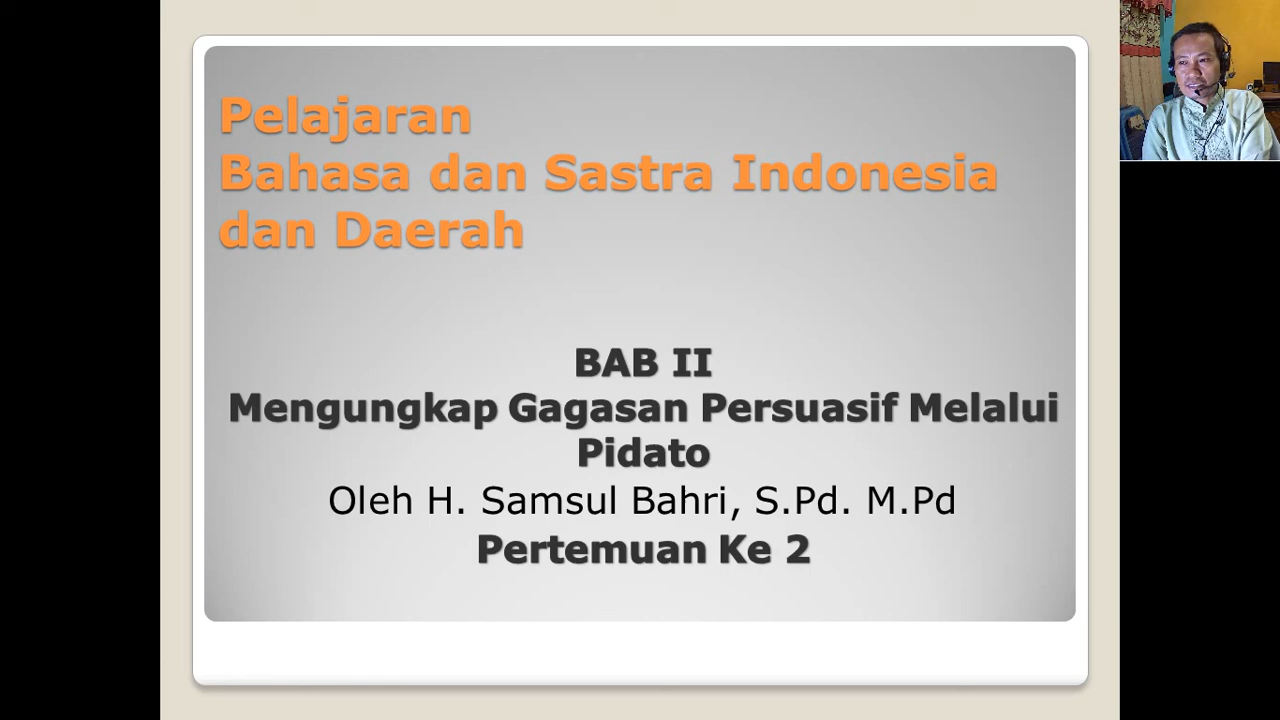 Pelajaran
Bahasa dan Sastra Indonesia
dan Daerah
BAB II
Mengungkap Gagasan Persuasif Melalui
Pidato
Oleh H. Samsul Bahri, S.Pd. M.Pd
Pertemuan Ke 2